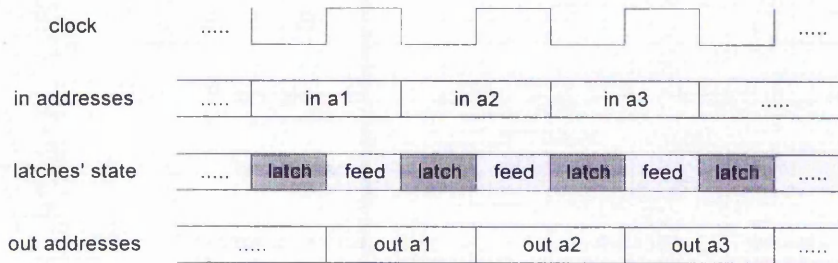 clock ..... .....
in addresses ..... in a1 in a2 in a3 .....
latches' state ..... latch feed latch feed latch feed latch .....
out addresses ..... out a1 out a2 out a3 .....